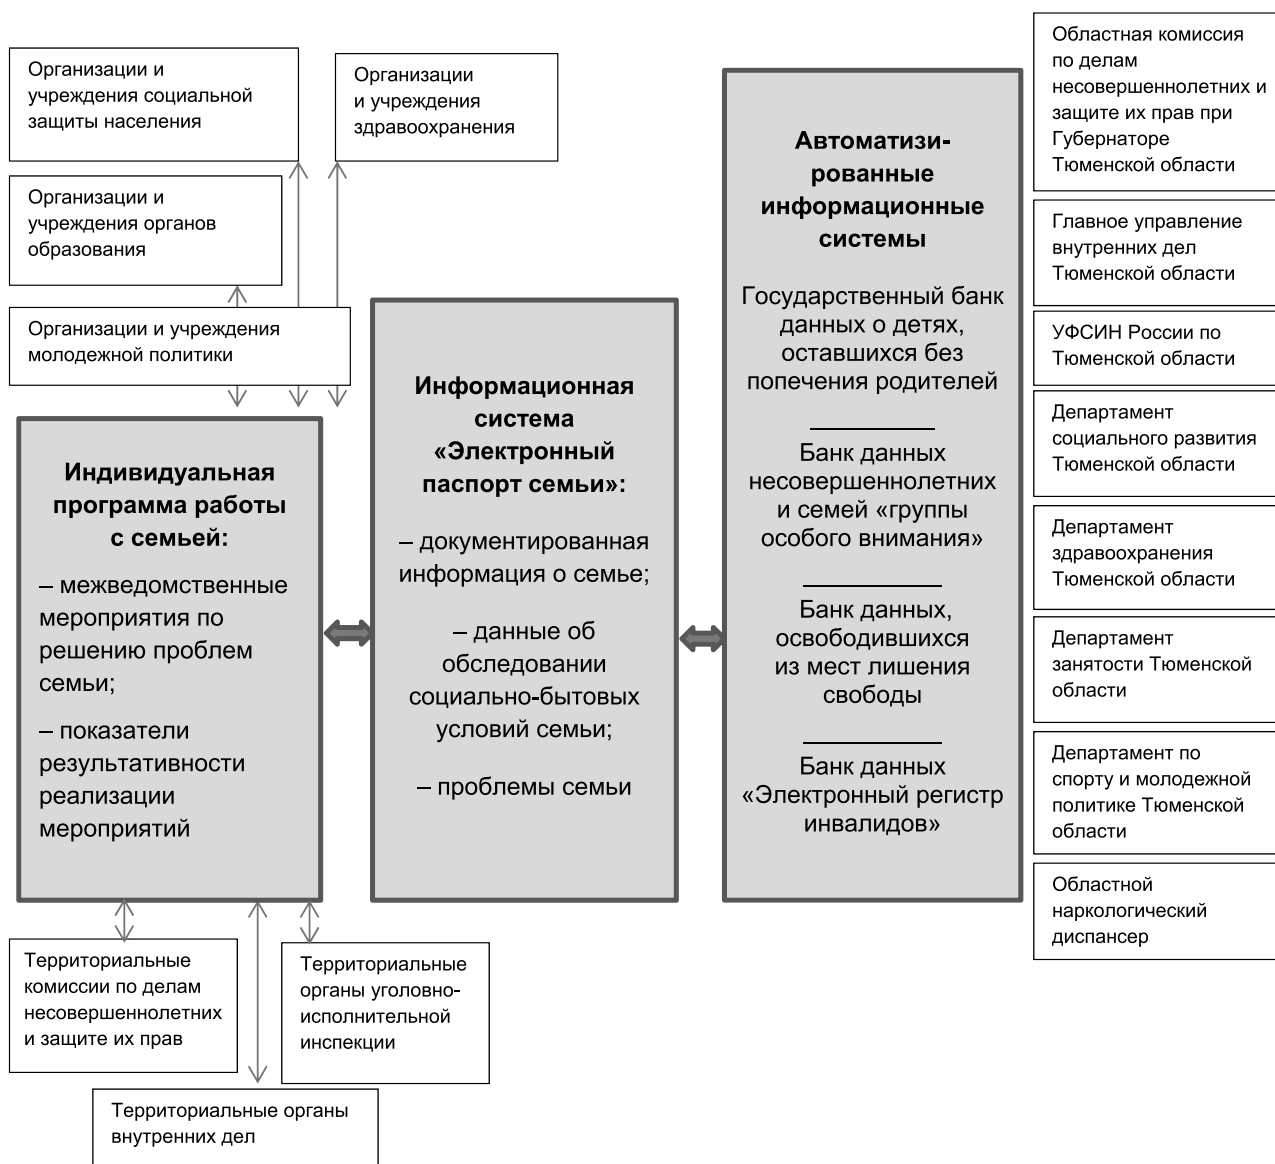 Организации и
учреждения социальной
защиты населения
Организации
и учреждения
здравоохранения
Организации и
учреждения органов
образования
Организации и учреждения
молодежной политики
Индивидуальная
программа работы
с семьей:
– межведомственные
мероприятия по
решению проблем
семьи;
– показатели
результативности
реализации
мероприятий
Территориальные
комиссии по делам
несовершеннолетних
и защите их прав
Территориальные
органы уголовно-
исполнительной
инспекции
Территориальные органы
внутренних дел
Информационная
система
«Электронный
паспорт семьи»:
– документированная
информация о семье;
– данные об
обследовании
социально-бытовых
условий семьи;
– проблемы семьи
Автоматизи-
рованные
информационные
системы
Государственный банк
данных о детях,
оставшихся без
попечения родителей
Банк данных
несовершеннолетних
и семей «группы
особого внимания»
Банк данных,
освободившихся
из мест лишения
свободы
Банк данных
«Электронный регистр
инвалидов»
Областная комиссия
по делам
несовершеннолетних и
защите их прав при
Губернаторе
Тюменской области
Главное управление
внутренних дел
Тюменской области
УФСИН России по
Тюменской области
Департамент
социального развития
Тюменской области
Департамент
здравоохранения
Тюменской области
Департамент
занятости Тюменской
области
Департамент по
спорту и молодежной
политике Тюменской
области
Областной
наркологический
диспансер